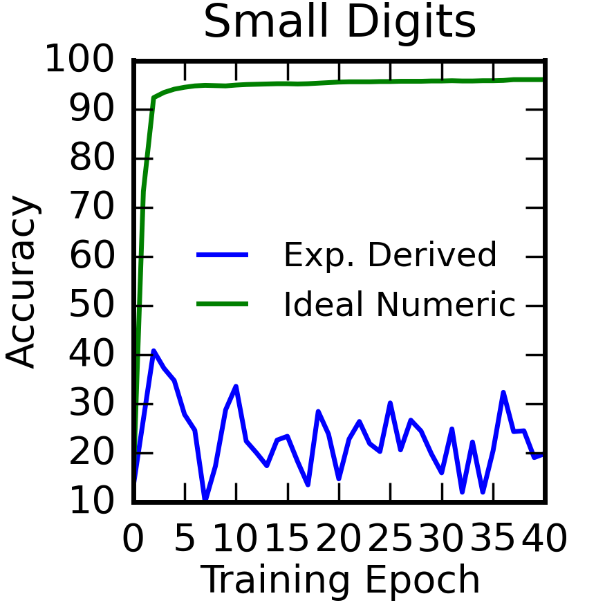 Small Digits
Accuracy
100
90
80
70
60
50
40
30
20
10
Exp. Derived
Ideal Numeric
0 5 10 15 20 25 30 35 40
Training Epoch